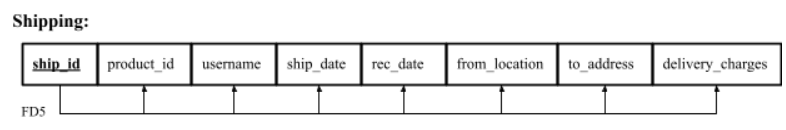 Shipping:
ship_id product_id username ship_date rec_date from_location to_address delivery_charges
FD5